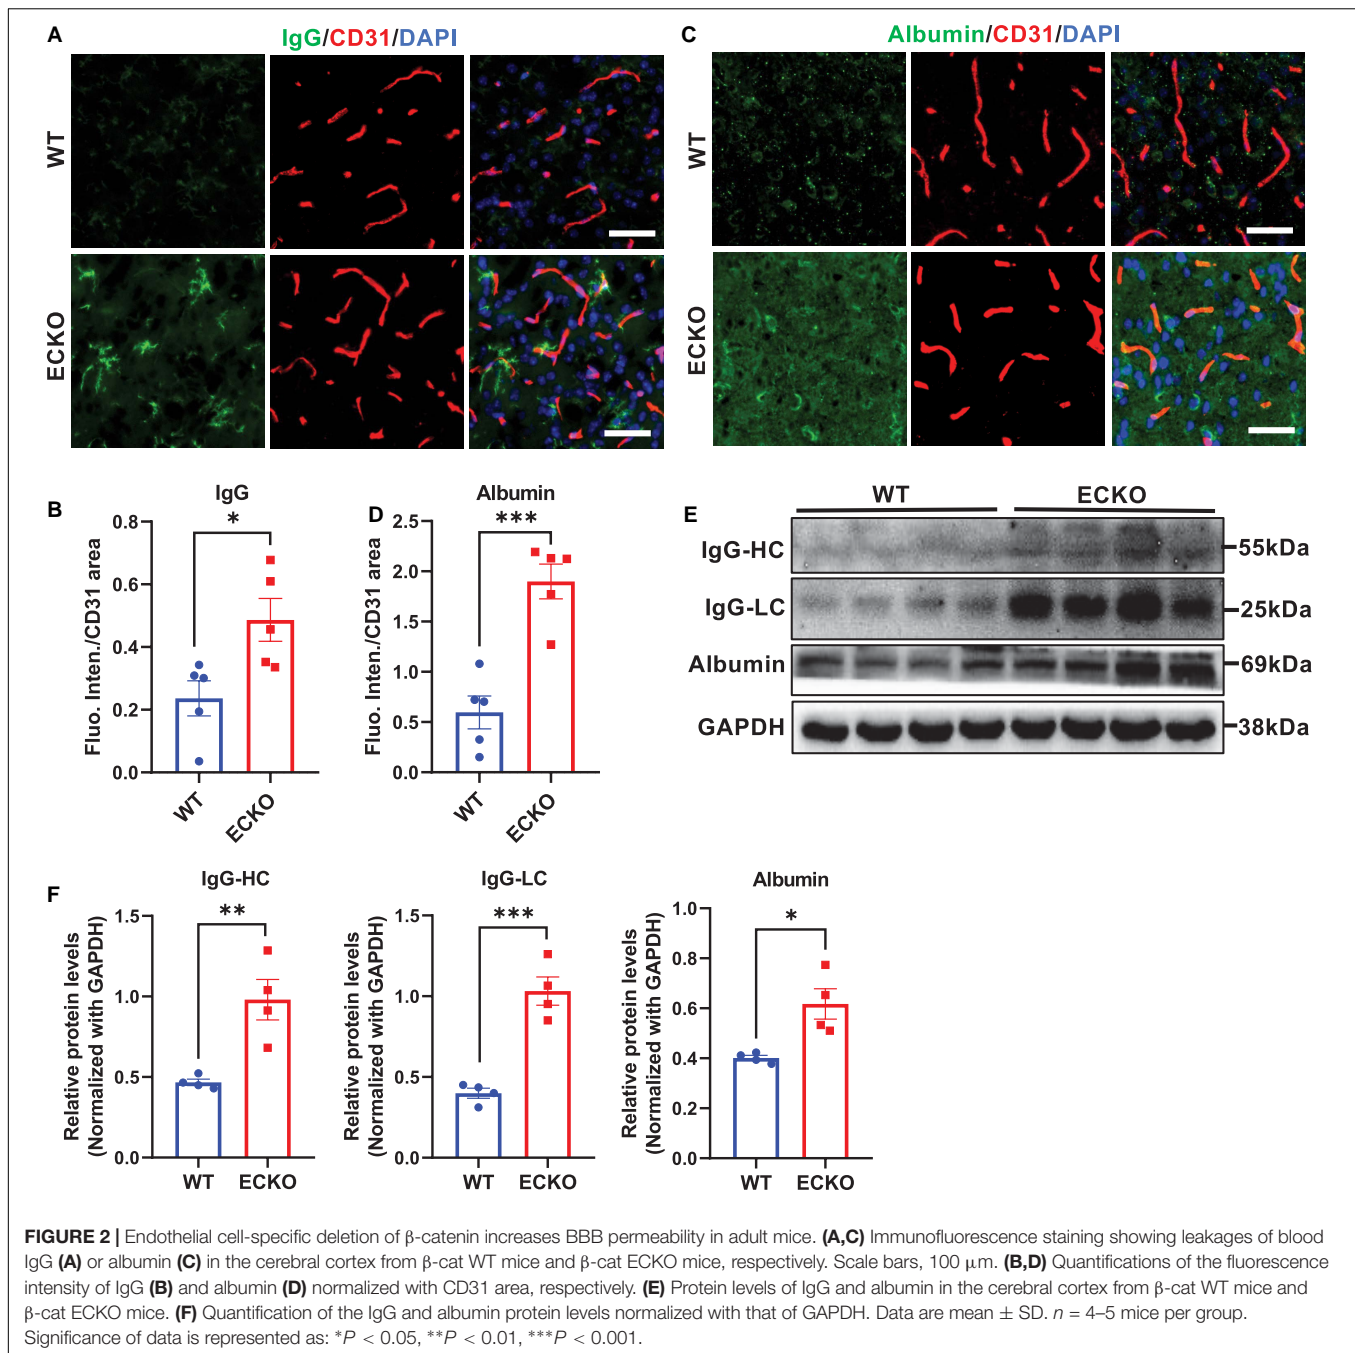 A
IgG/CD31/DAPI
WT
ECKO
C
Albumin/CD31/DAPI
WT
ECKO
B
IgG
*
Fluo. Inten./CD31 area
0.8
0.6
0.4
0.2
0.0
WT
ECKO
D
Albumin
***
Fluo. Inten./CD31 area
2.5
2.0
1.5
1.0
0.5
0.0
WT
ECKO
E
WT ECKO
IgG-HC 55kDa
IgG-LC 25kDa
Albumin 69kDa
GAPDH 38kDa
F
IgG-HC
**
Relative protein levels
(Normalized with GAPDH)
1.5
1.0
0.5
0.0
WT ECKO
IgG-LC
***
Relative protein levels
(Normalized with GAPDH)
1.5
1.0
0.5
0.0
WT ECKO
Albumin
*
Relative protein levels
(Normalized with GAPDH)
1.0
0.8
0.6
0.4
0.2
0.0
WT ECKO
FIGURE 2 | Endothelial cell-specific deletion of β-catenin increases BBB permeability in adult mice. (A,C) Immunofluorescence staining showing leakages of blood
IgG (A) or albumin (C) in the cerebral cortex from β-cat WT mice and β-cat ECKO mice, respectively. Scale bars, 100 μm. (B,D) Quantifications of the fluorescence
intensity of IgG (B) and albumin (D) normalized with CD31 area, respectively. (E) Protein levels of IgG and albumin in the cerebral cortex from β-cat WT mice and
β-cat ECKO mice. (F) Quantification of the IgG and albumin protein levels normalized with that of GAPDH. Data are mean ± SD. n = 4–5 mice per group.
Significance of data is represented as: *P < 0.05, **P < 0.01, ***P < 0.001.